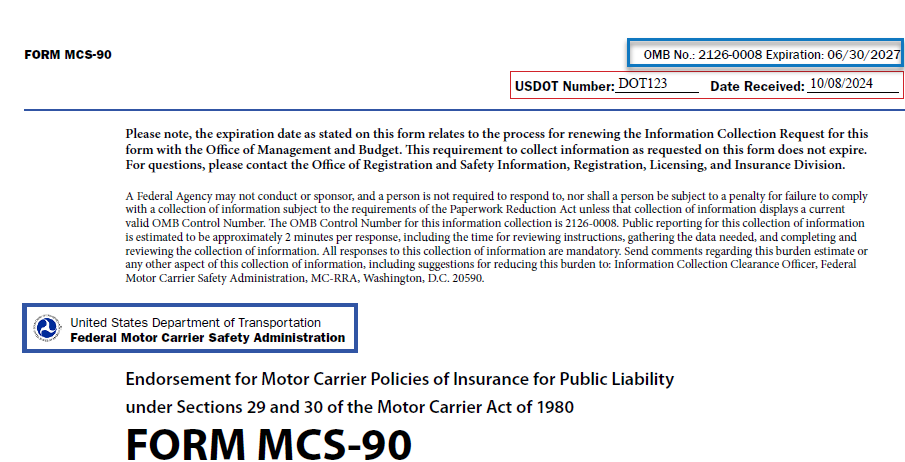 FORM MCS-90
OMB No.: 2126-0008 Expiration: 06/30/2027
USDOT Number: DOT123 Date Received: 10/08/2024
Please note, the expiration date as stated on this form relates to the process for renewing the Information Collection Request for this
form with the Office of Management and Budget. This requirement to collect information as requested on this form does not expire.
For questions, please contact the Office of Registration and Safety Information, Registration, Licensing, and Insurance Division.
A Federal Agency may not conduct or sponsor, and a person is not required to respond to, nor shall a person be subject to a penalty for failure to comply
with a collection of information subject to the requirements of the Paperwork Reduction Act unless that collection of information displays a current
valid OMB Control Number. The OMB Control Number for this information collection is 2126-0008. Public reporting for this collection of information
is estimated to be approximately 2 minutes per response, including the time for reviewing instructions, gathering the data needed, and completing and
reviewing the collection of information. All responses to this collection of information are mandatory. Send comments regarding this burden estimate or
any other aspect of this collection of information, including suggestions for reducing this burden to: Information Collection Clearance Officer, Federal
Motor Carrier Safety Administration, MC-RRA, Washington, D.C. 20590.
United States Department of Transportation
Federal Motor Carrier Safety Administration
Endorsement for Motor Carrier Policies of Insurance for Public Liability
under Sections 29 and 30 of the Motor Carrier Act of 1980
FORM MCS-90